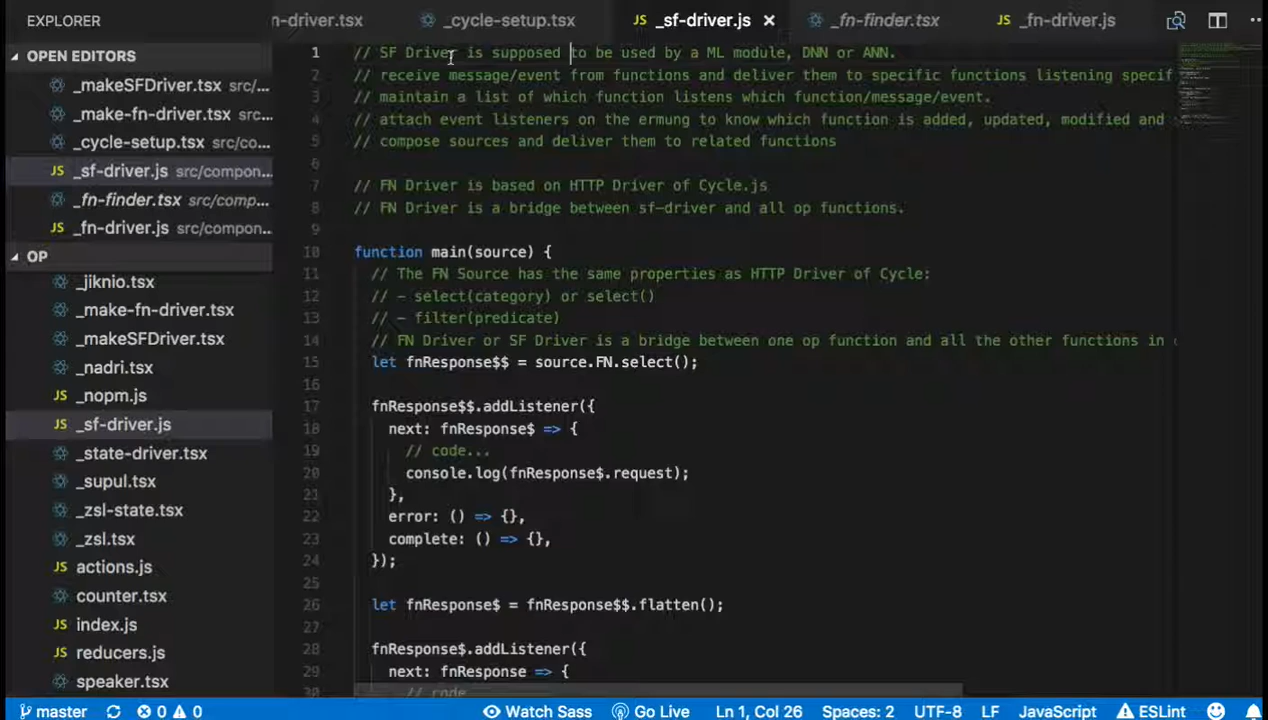 EXPLORER
n-driver.tsx
_cycle-setup.tsx
JS _sf-driver.js ×
_fn-finder.tsx
JS _fn-driver.js
OPEN EDITORS
_makeSFDriver.tsx src/...
_make-fn-driver.tsx src/...
_cycle-setup.tsx src/co...
JS _sf-driver.js src/compon...
_fn-finder.tsx src/comp...
JS _fn-driver.js src/compon...
OP
_jiknio.tsx
_make-fn-driver.tsx
_makeSFDriver.tsx
_nadri.tsx
JS _nopm.js
JS _sf-driver.js
_state-driver.tsx
_supul.tsx
_zsl-state.tsx
_zsl.tsx
JS actions.js
counter.tsx
JS index.js
JS reducers.js
speaker.tsx
1 // SF Driver is supposed to be used by a ML module, DNN or ANN.
2 // receive message/event from functions and deliver them to specific functions listening specif
3 // maintain a list of which function listens which function/message/event.
4 // attach event listeners on the ermung to know which function is added, updated, modified and
5 // compose sources and deliver them to related functions
6
7 // FN Driver is based on HTTP Driver of Cycle.js
8 // FN Driver is a bridge between sf-driver and all op functions.
9
10 function main(source) {
11 // The FN Source has the same properties as HTTP Driver of Cycle:
12 // - select(category) or select()
13 // - filter(predicate)
14 // FN Driver or SF Driver is a bridge between one op function and all the other functions in
15 let fnResponse$$ = source.FN.select();
16
17 fnResponse$$.addListener({
18 next: fnResponse$ => {
19 // code...
20 console.log(fnResponse$.request);
21 },
22 error: () => {},
23 complete: () => {},
24 });
25
26 let fnResponse$ = fnResponse$$.flatten();
27
28 fnResponse$.addListener({
29 next: fnResponse => {
30 // code
master 0 0 Watch Sass Go Live Ln 1, Col 26 Spaces: 2 UTF-8 LF JavaScript ESLint